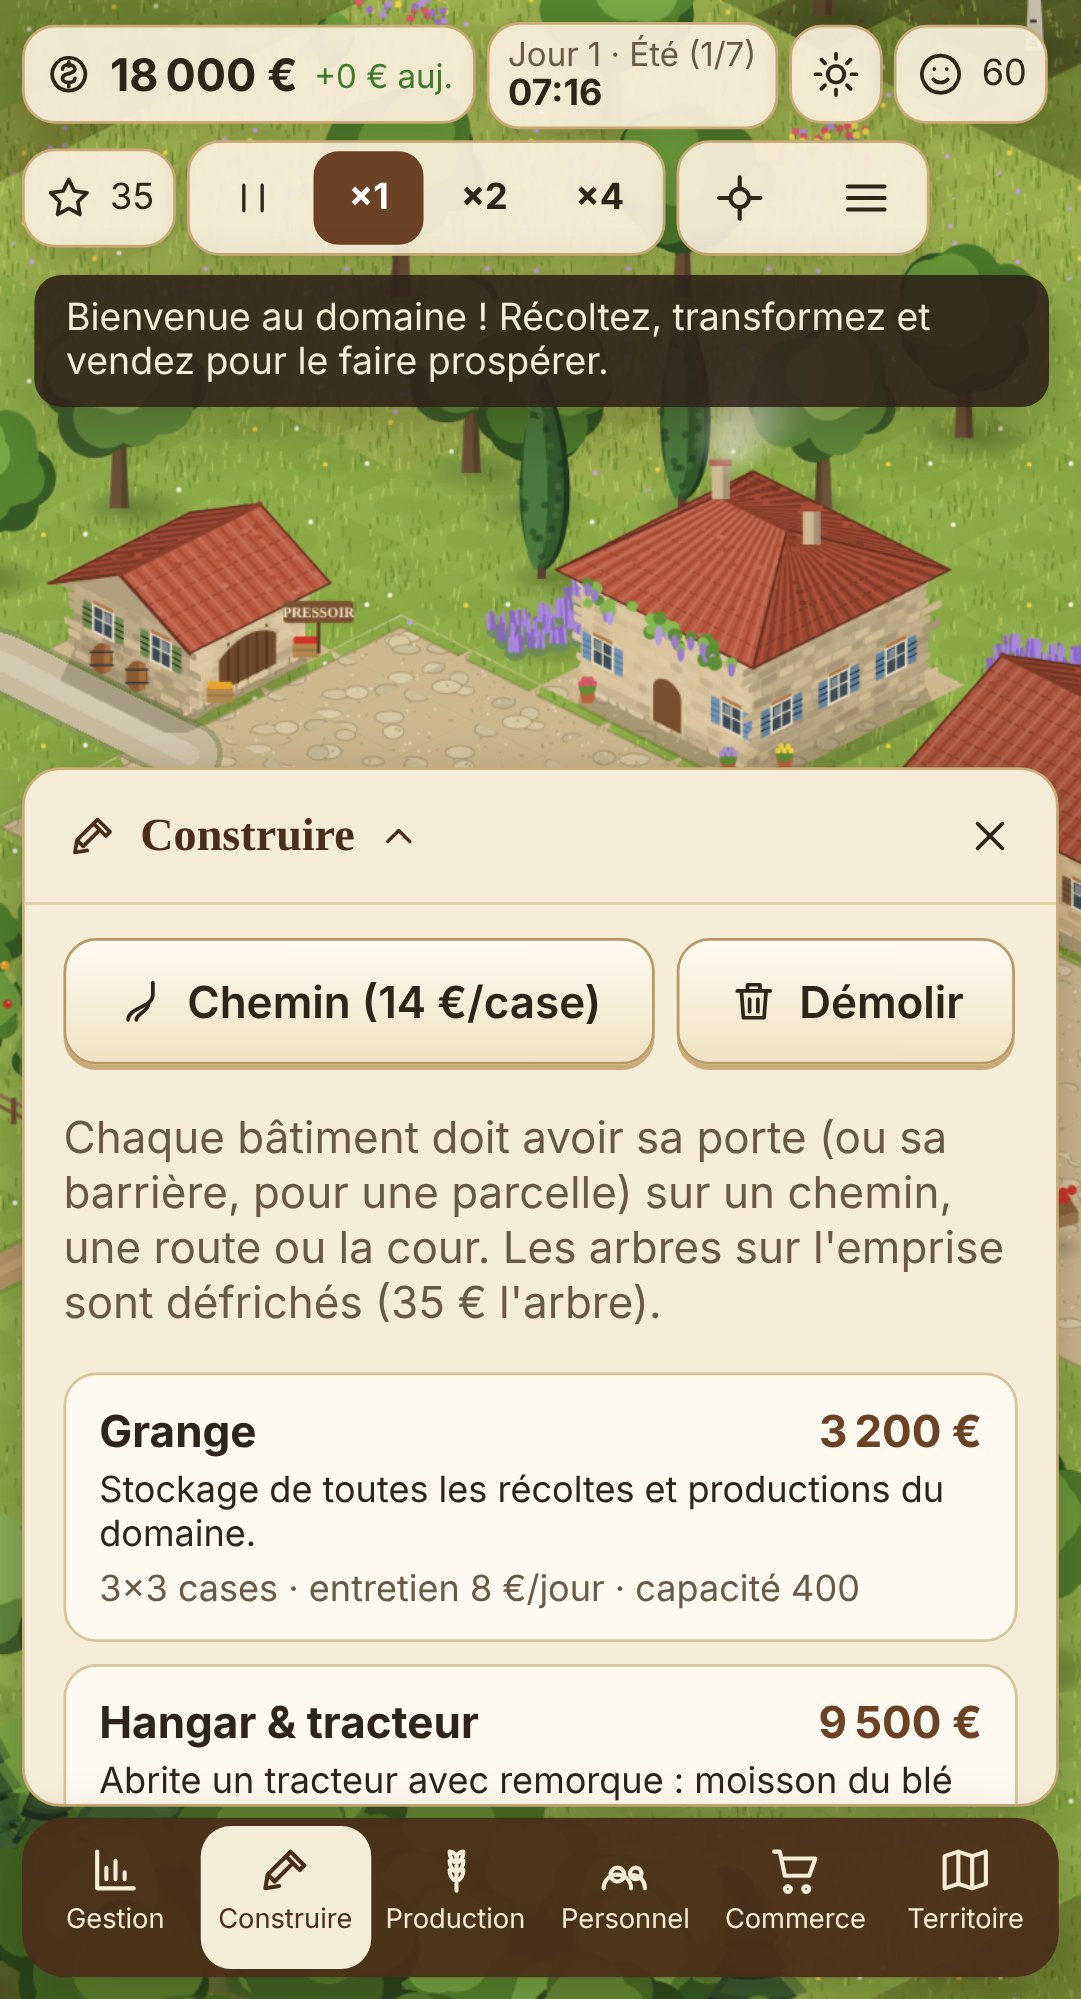 18 000 € +0 € auj.
Jour 1 · Été (1/7)
07:16
60
35
×1 ×2 ×4
Bienvenue au domaine ! Récoltez, transformez et
vendez pour le faire prospérer.
PRESSOIR
Construire
Chemin (14 €/case)
Démolir
Chaque bâtiment doit avoir sa porte (ou sa
barrière, pour une parcelle) sur un chemin,
une route ou la cour. Les arbres sur l'emprise
sont défrichés (35 € l'arbre).
Grange 3 200 €
Stockage de toutes les récoltes et productions du
domaine.
3×3 cases · entretien 8 €/jour · capacité 400
Hangar & tracteur 9 500 €
Abrite un tracteur avec remorque : moisson du blé
Gestion Construire Production Personnel Commerce Territoire